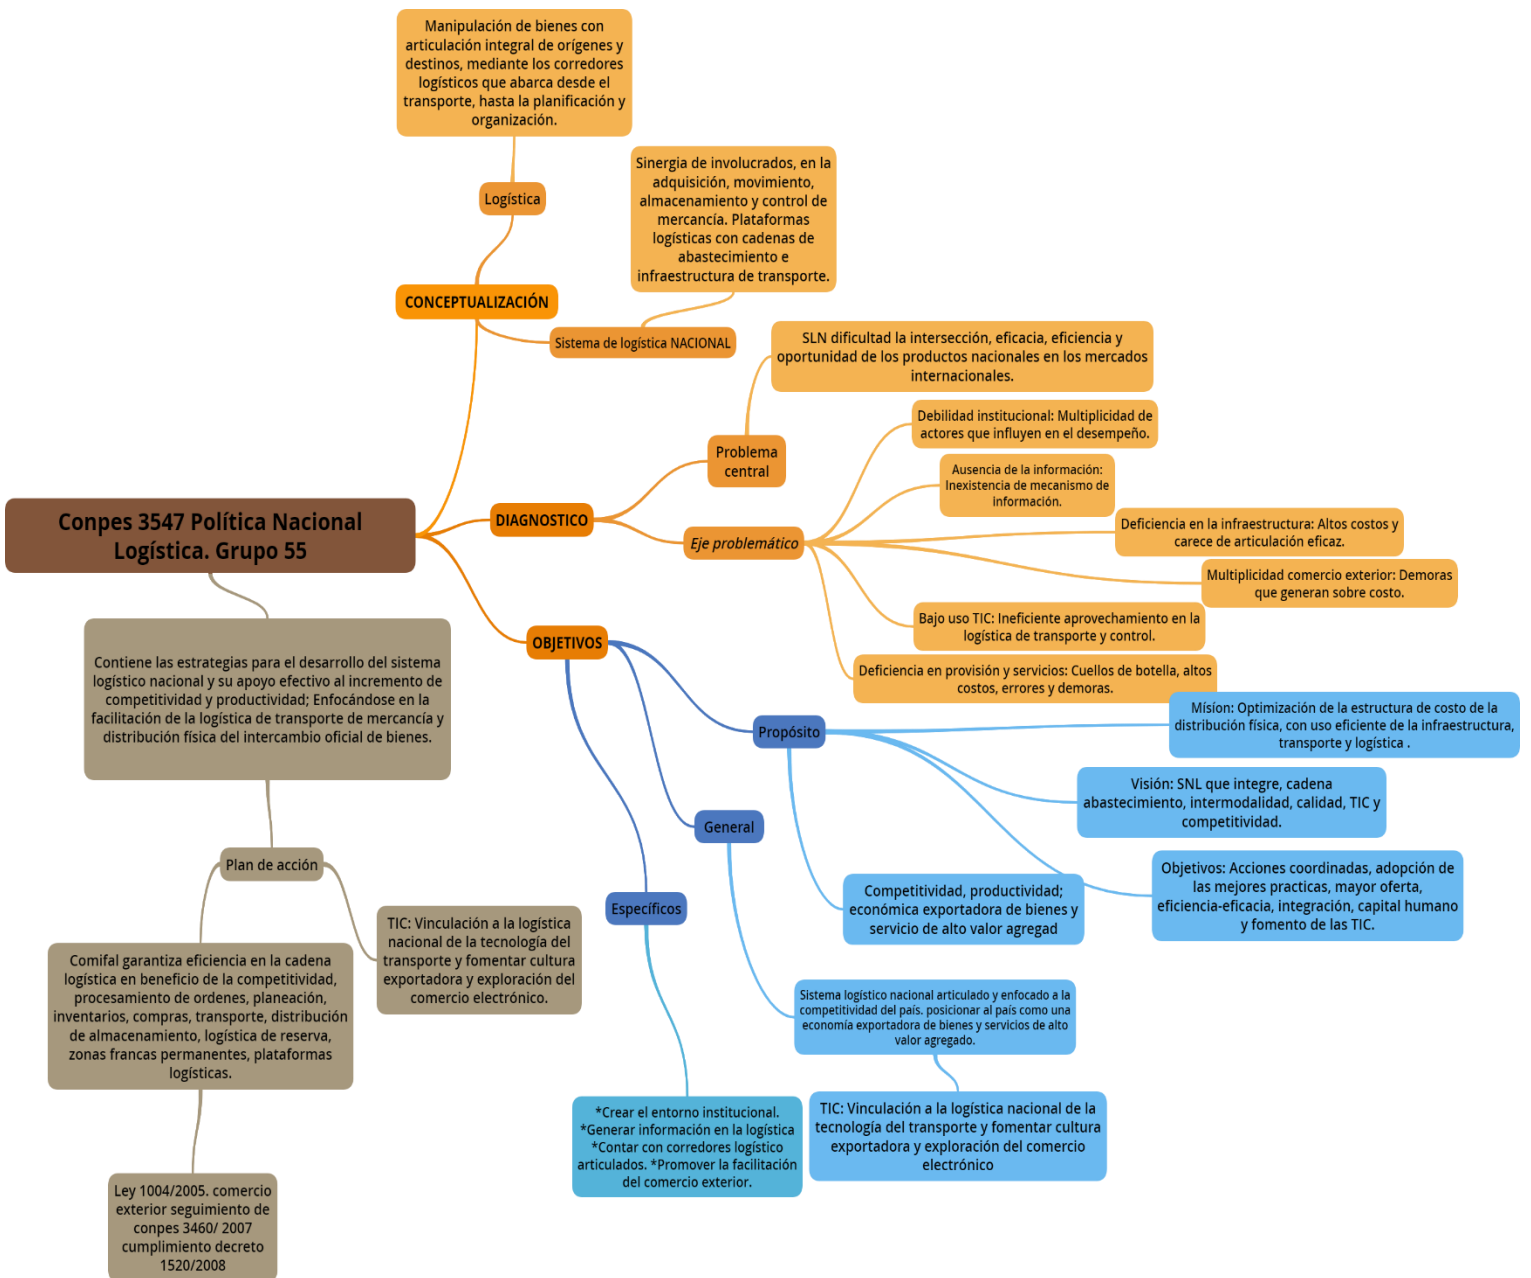 Manipulación de bienes con
articulación integral de orígenes y
destinos, mediante los corredores
logísticos que abarca desde el
transporte, hasta la planificación y
organización.
Logística
Sinergia de involucrados, en la
adquisición, movimiento,
almacenamiento y control de
mercancía. Plataformas
logísticas con cadenas de
abastecimiento e
infraestructura de transporte.
CONCEPTUALIZACIÓN
Sistema de logística NACIONAL
SLN dificultad la intersección, eficacia, eficiencia y
oportunidad de los productos nacionales en los mercados
internacionales.
Problema
central
Debilidad institucional: Multiplicidad de
actores que influyen en el desempeño.
Ausencia de la información:
Inexistencia de mecanismo de
información.
DIAGNOSTICO
Eje problemático
Deficiencia en la infraestructura: Altos costos y
carece de articulación eficaz.
Multiplicidad comercio exterior: Demoras
que generan sobre costo.
Bajo uso TIC: Ineficiente aprovechamiento en la
logística de transporte y control.
Deficiencia en provisión y servicios: Cuellos de botella, altos
costos, errores y demoras.
Conpes 3547 Política Nacional
Logística. Grupo 55
OBJETIVOS
Propósito
Mísion: Optimización de la estructura de costo de la
distribución física, con uso eficiente de la infraestructura,
transporte y logística .
Visión: SNL que integre, cadena
abastecimiento, intermodalidad, calidad, TIC y
competitividad.
Objetivos: Acciones coordinadas, adopción de
las mejores practicas, mayor oferta,
eficiencia-eficacia, integración, capital humano
y fomento de las TIC.
Competitividad, productividad;
económica exportadora de bienes y
servicio de alto valor agregad
General
Sistema logístico nacional articulado y enfocado a la
competitividad del país. posicionar al país como una
economía exportadora de bienes y servicios de alto
valor agregado.
TIC: Vinculación a la logística nacional de la
tecnología del transporte y fomentar cultura
exportadora y exploración del comercio
electrónico
Específicos
*Crear el entorno institucional.
*Generar información en la logística
*Contar con corredores logístico
articulados. *Promover la facilitación
del comercio exterior.
Contiene las estrategias para el desarrollo del sistema
logístico nacional y su apoyo efectivo al incremento de
competitividad y productividad; Enfocándose en la
facilitación de la logística de transporte de mercancía y
distribución física del intercambio oficial de bienes.
Plan de acción
TIC: Vinculación a la logística
nacional de la tecnología del
transporte y fomentar cultura
exportadora y exploración del
comercio electrónico.
Comifal garantiza eficiencia en la cadena
logística en beneficio de la competitividad,
procesamiento de ordenes, planeación,
inventarios, compras, transporte, distribución
de almacenamiento, logística de reserva,
zonas francas permanentes, plataformas
logísticas.
Ley 1004/2005. comercio
exterior seguimiento de
conpes 3460/ 2007
cumplimiento decreto
1520/2008